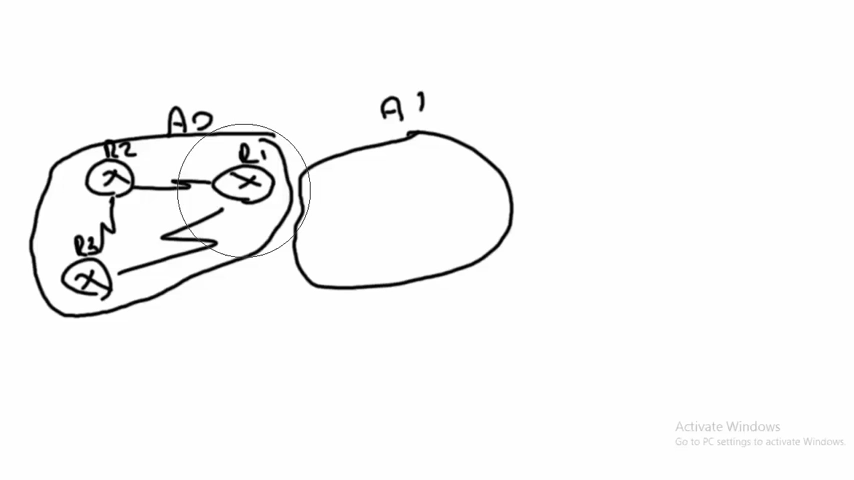 A0
A1
R2
R1
R3
Activate Windows
Go to PC settings to activate Windows.